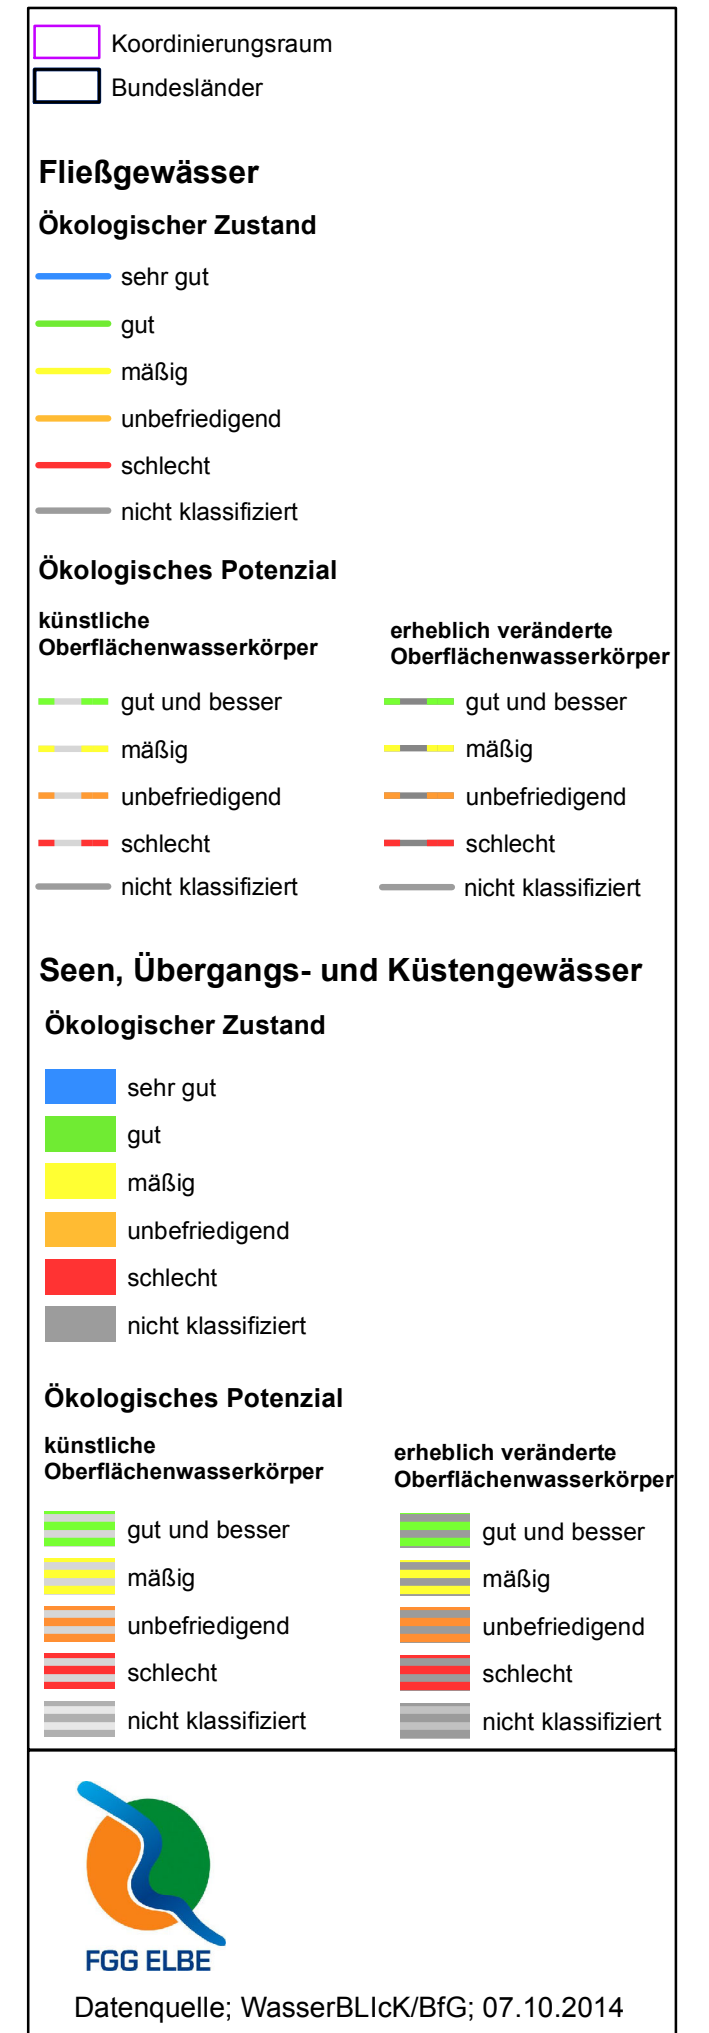 Koordinierungsraum
Bundesländer
Fließgewässer
Ökologischer Zustand
sehr gut
gut
mäßig
unbefriedigend
schlecht
nicht klassifiziert
Ökologisches Potenzial
künstliche
Oberflächenwasserkörper
gut und besser
mäßig
unbefriedigend
schlecht
nicht klassifiziert
erheblich veränderte
Oberflächenwasserkörper
gut und besser
mäßig
unbefriedigend
schlecht
nicht klassifiziert
Seen, Übergangs- und Küstengewässer
Ökologischer Zustand
sehr gut
gut
mäßig
unbefriedigend
schlecht
nicht klassifiziert
Ökologisches Potenzial
künstliche
Oberflächenwasserkörper
gut und besser
mäßig
unbefriedigend
schlecht
nicht klassifiziert
erheblich veränderte
Oberflächenwasserkörper
gut und besser
mäßig
unbefriedigend
schlecht
nicht klassifiziert
FGG ELBE
Datenquelle; WasserBLIcK/BfG; 07.10.2014